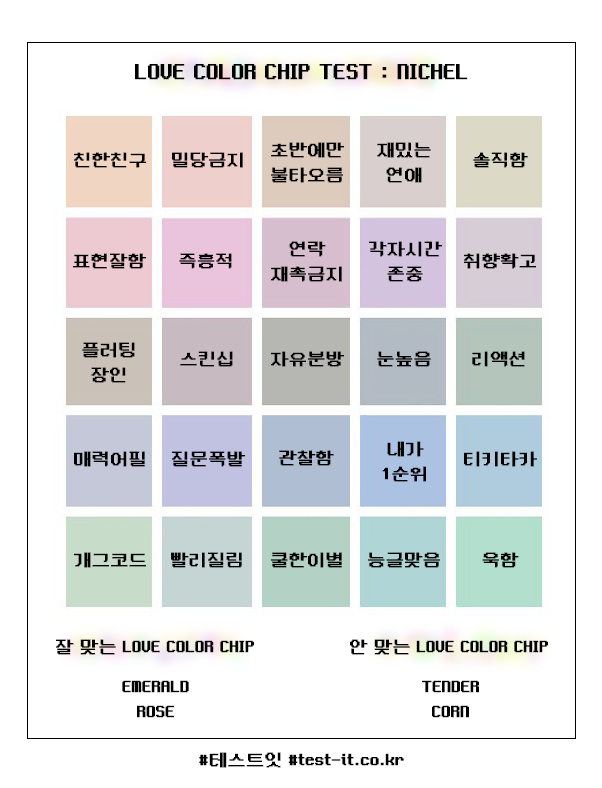 LOVE COLOR CHIP TEST : NICHEL
친한친구
밀당금지
초반에만
불타오름
재밌는
연애
솔직함
표현잘함
즉흥적
연락
재촉금지
각자시간
존중
취향확고
플러팅
장인
스킨십
자유분방
눈높음
리액션
매력어필
질문폭발
관찰함
내가
1순위
티키타카
개그코드
빨리질림
쿨한이별
능글맞음
욱함
잘 맞는 LOVE COLOR CHIP
안 맞는 LOVE COLOR CHIP
EMERALD
ROSE
TENDER
CORN
#테스트잇 #test-it.co.kr